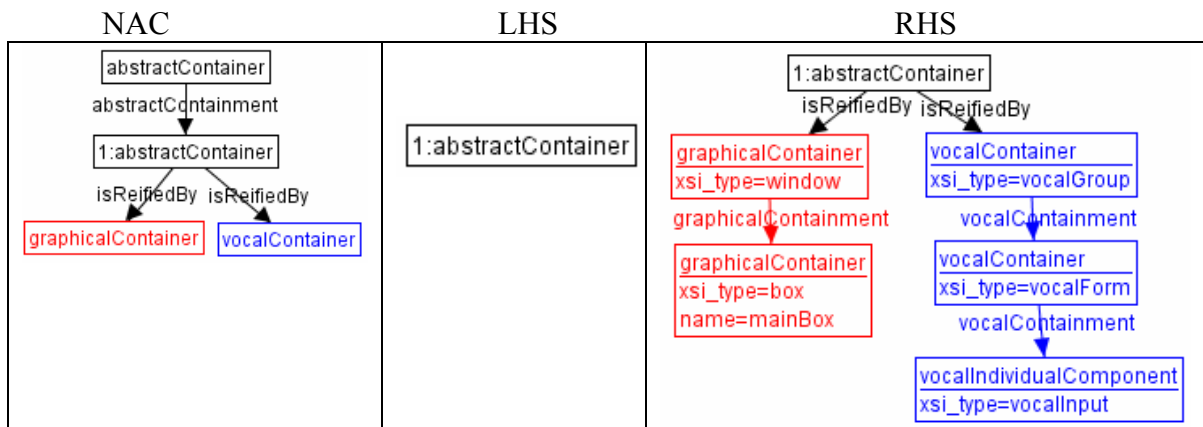 NAC
LHS
RHS
abstractContainer
abstractContainment
1:abstractContainer
isReifiedBy
isReifiedBy
graphicalContainer
vocalContainer
1:abstractContainer
1:abstractContainer
isReifiedBy
isReifiedBy
graphicalContainer
xsi_type=window
graphicalContainment
graphicalContainer
xsi_type=box
name=mainBox
vocalContainer
xsi_type=vocalGroup
vocalContainment
vocalContainer
xsi_type=vocalForm
vocalContainment
vocalIndividualComponent
xsi_type=vocalInput